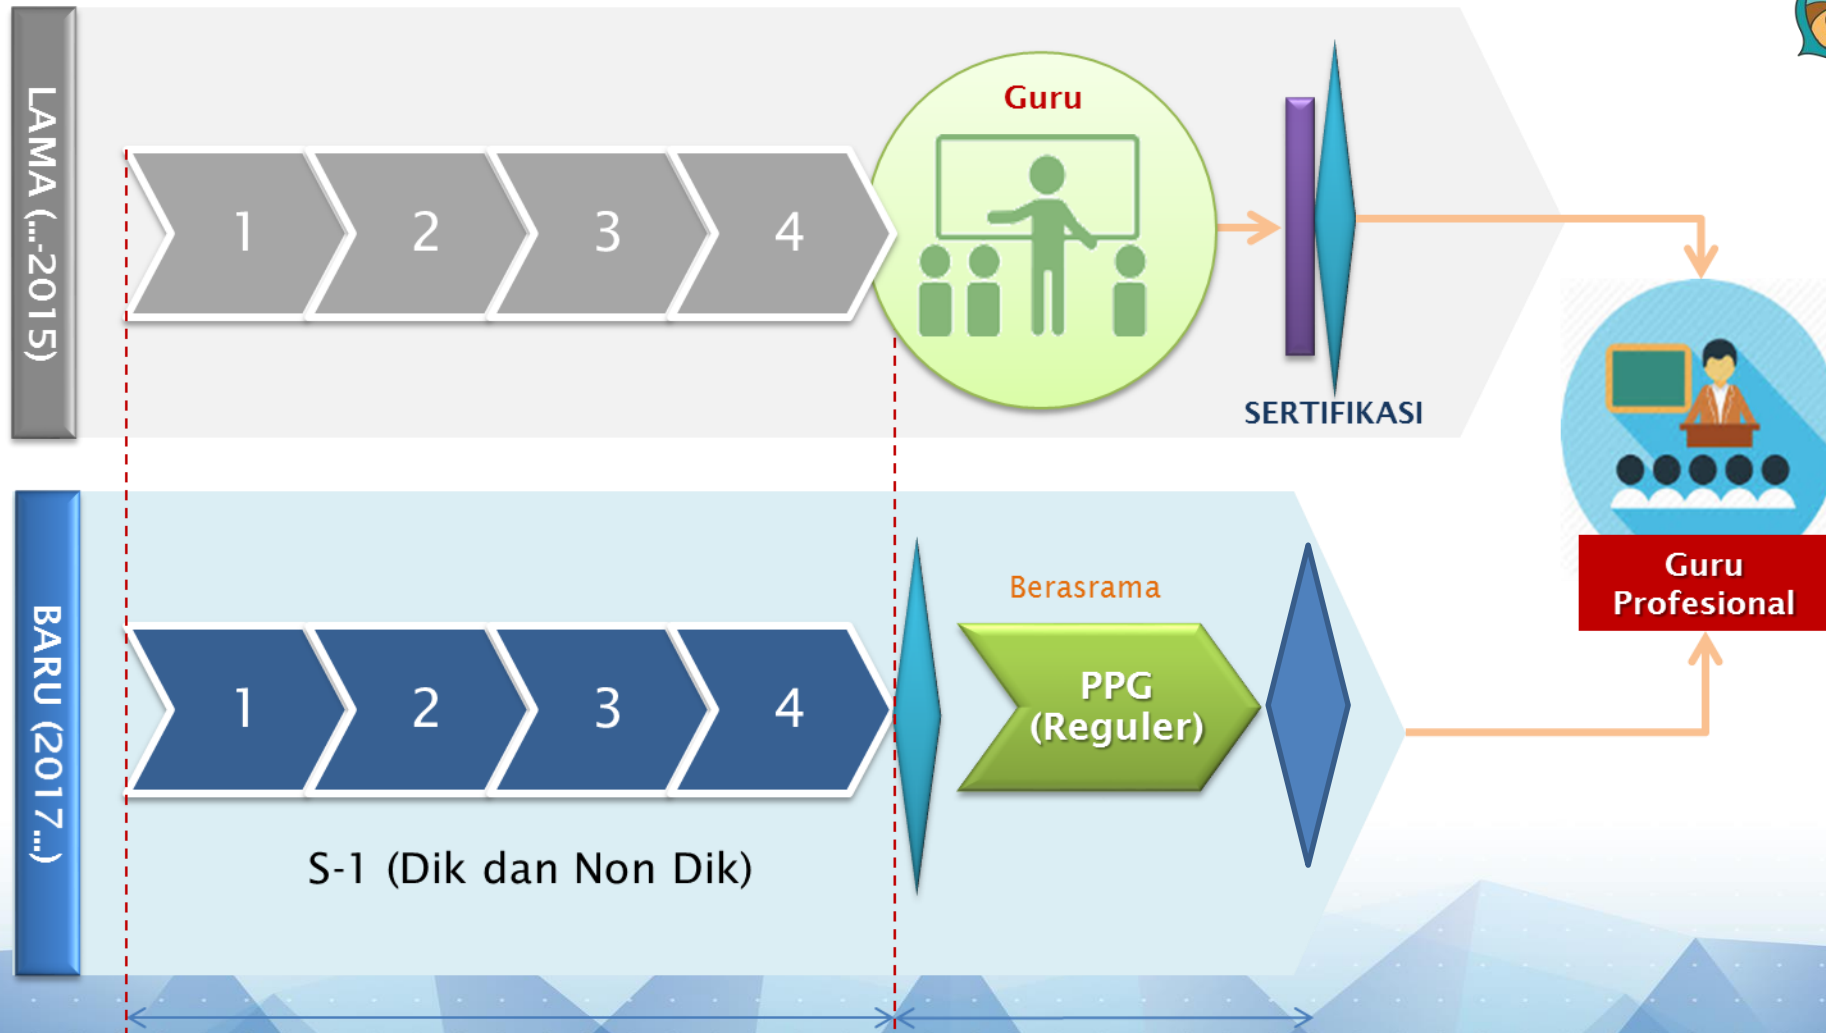 LAMA (...-2015)
1
2
3
4
Guru
SERTIFIKASI
BARU (2017...)
1
2
3
4
Berasrama
PPG
(Reguler)
Guru
Profesional
S-1 (Dik dan Non Dik)